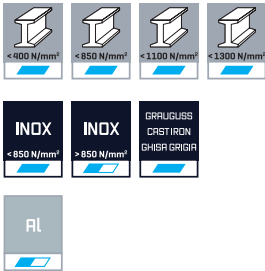 <400 N/mm²
<850 N/mm²
<1100 N/mm²
<1300 N/mm²
INOX
<850 N/mm²
INOX
>850 N/mm²
GRAUGUSS
CAST IRON
GHISA GRIGIA
Al